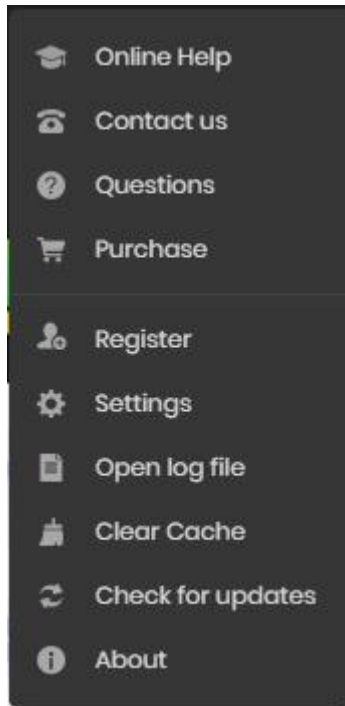 Online Help
Contact us
Questions
Purchase
Register
Settings
Open log file
Clear Cache
Check for updates
About